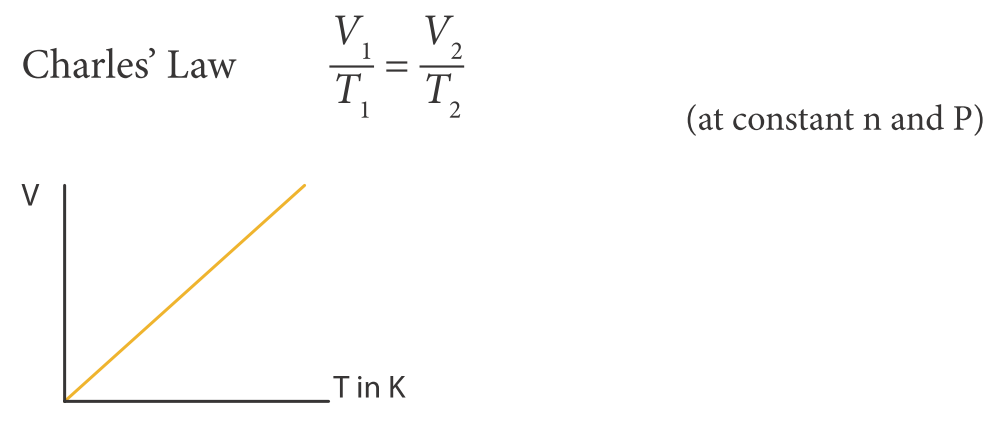 Charles’ Law V₁/T₁ = V₂/T₂
(at constant n and P)
V
T in K